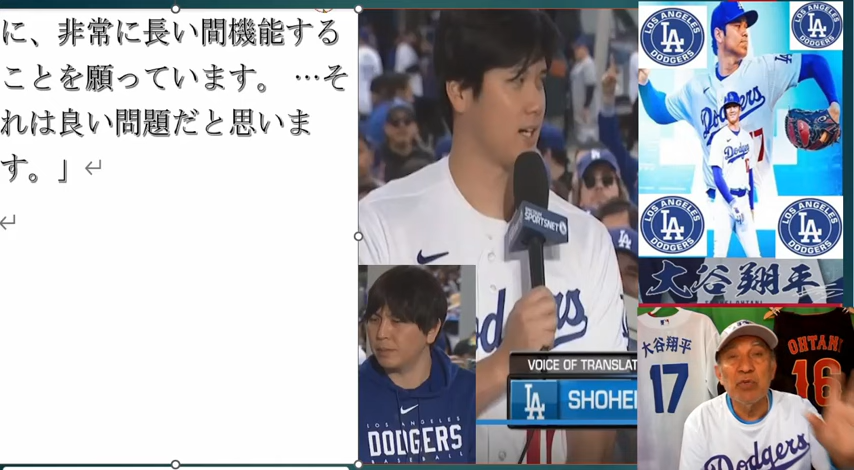 に、非常に長い間機能する
ことを願っています。 …そ
れは良い問題だと思いま
す。」
SPORTSNET
VOICE OF TRANSLAT
LA
SHOHE
LOS ANGELES
DODGERS
BASEBALL
LOS ANGELES
LA
DODGERS
LOS ANGELES
LA
DODGERS
Dodgers
17
Dodgers
LOS ANGELES
LA
DODGERS
LOS ANGELES
LA
DODGERS
大谷翔平
大谷翔平
17
OHTANI
16
Dodgers